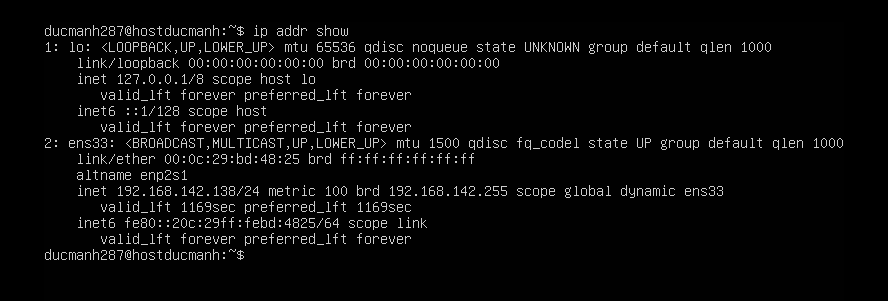 ducmanh287@hostducmanh:~$ ip addr show
1: lo: <LOOPBACK,UP,LOWER_UP> mtu 65536 qdisc noqueue state UNKNOWN group default qlen 1000
    link/loopback 00:00:00:00:00:00 brd 00:00:00:00:00:00
    inet 127.0.0.1/8 scope host lo
       valid_lft forever preferred_lft forever
    inet6 ::1/128 scope host
       valid_lft forever preferred_lft forever
2: ens33: <BROADCAST,MULTICAST,UP,LOWER_UP> mtu 1500 qdisc fq_codel state UP group default qlen 1000
    link/ether 00:0c:29:bd:48:25 brd ff:ff:ff:ff:ff:ff
    altname enp2s1
    inet 192.168.142.138/24 metric 100 brd 192.168.142.255 scope global dynamic ens33
       valid_lft 1169sec preferred_lft 1169sec
    inet6 fe80::20c:29ff:febd:4825/64 scope link
       valid_lft forever preferred_lft forever
ducmanh287@hostducmanh:~$